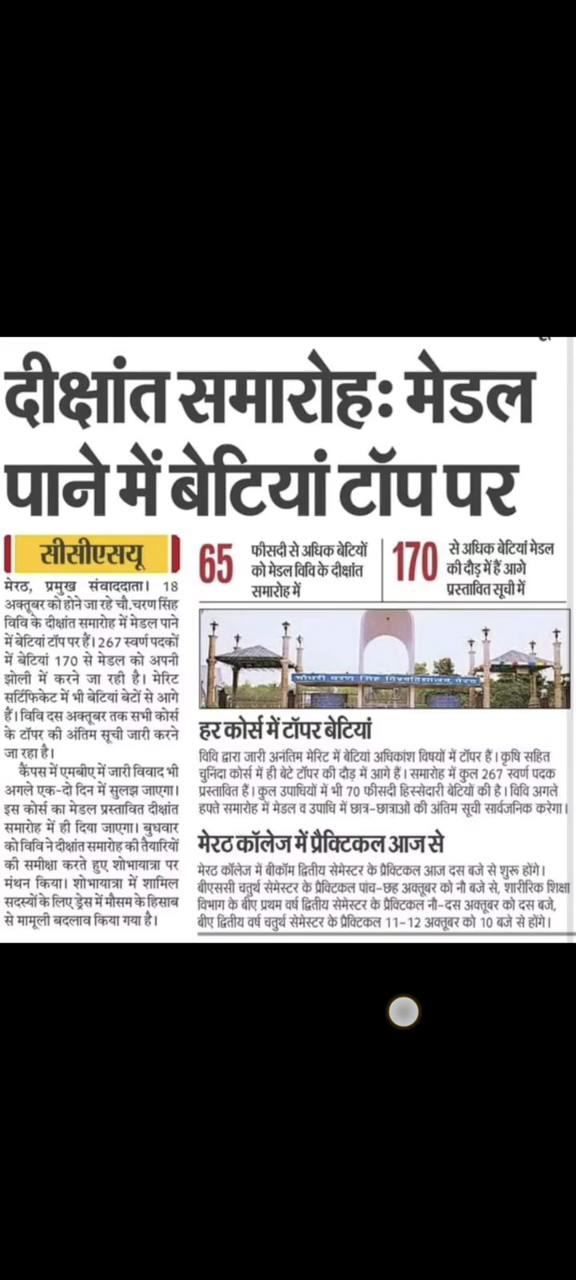 दीक्षांत समारोह: मेडल
पाने में बेटियां टॉप पर
सीसीएसयू
मेरठ, प्रमुख संवाददाता। 18
अक्तूबर को होने जा रहे चौ.चरण सिंह
विवि के दीक्षांत समारोह में मेडल पाने
में बेटियां टॉप पर हैं। 267 स्वर्ण पदकों
में बेटियां 170 से मेडल को अपनी
झोली में करने जा रही है। मेरिट
सर्टिफिकेट में भी बेटियां बेटों से आगे
हैं। विवि दस अक्तूबर तक सभी कोर्स
के टॉपर की अंतिम सूची जारी करने
जा रहा है।
कैंपस में एमबीए में जारी विवाद भी
अगले एक-दो दिन में सुलझ जाएगा।
इस कोर्स का मेडल प्रस्तावित दीक्षांत
समारोह में ही दिया जाएगा। बुधवार
को विवि ने दीक्षांत समारोह की तैयारियों
की समीक्षा करते हुए शोभायात्रा पर
मंथन किया। शोभायात्रा में शामिल
सदस्यों के लिए ड्रेस में मौसम के हिसाब
से मामूली बदलाव किया गया है।
65
फीसदी से अधिक बेटियों
को मेडल विवि के दीक्षांत
समारोह में
170
से अधिक बेटियां मेडल
की दौड़ में हैं आगे
प्रस्तावित सूची में
चौधरी चरण सिंह विश्वविद्यालय, मेरठ
हर कोर्स में टॉपर बेटियां
विवि द्वारा जारी अनंतिम मेरिट में बेटियां अधिकांश विषयों में टॉपर हैं। कृषि सहित
चुनिंदा कोर्स में ही बेटे टॉपर की दौड़ में आगे हैं। समारोह में कुल 267 स्वर्ण पदक
प्रस्तावित हैं। कुल उपाधियों में भी 70 फीसदी हिस्सेदारी बेटियों की है। विवि अगले
हफ्ते समारोह में मेडल व उपाधि में छात्र-छात्राओं की अंतिम सूची सार्वजनिक करेगा।
मेरठ कॉलेज में प्रैक्टिकल आज से
मेरठ कॉलेज में बीकॉम द्वितीय सेमेस्टर के प्रैक्टिकल आज दस बजे से शुरू होंगे।
बीएससी चतुर्थ सेमेस्टर के प्रैक्टिकल पांच-छह अक्तूबर को नौ बजे से, शारीरिक शिक्षा
विभाग के बीए प्रथम वर्ष द्वितीय सेमेस्टर के प्रैक्टिकल नौ-दस अक्तूबर को दस बजे,
बीए द्वितीय वर्ष चतुर्थ सेमेस्टर के प्रैक्टिकल 11-12 अक्तूबर को 10 बजे से होंगे।